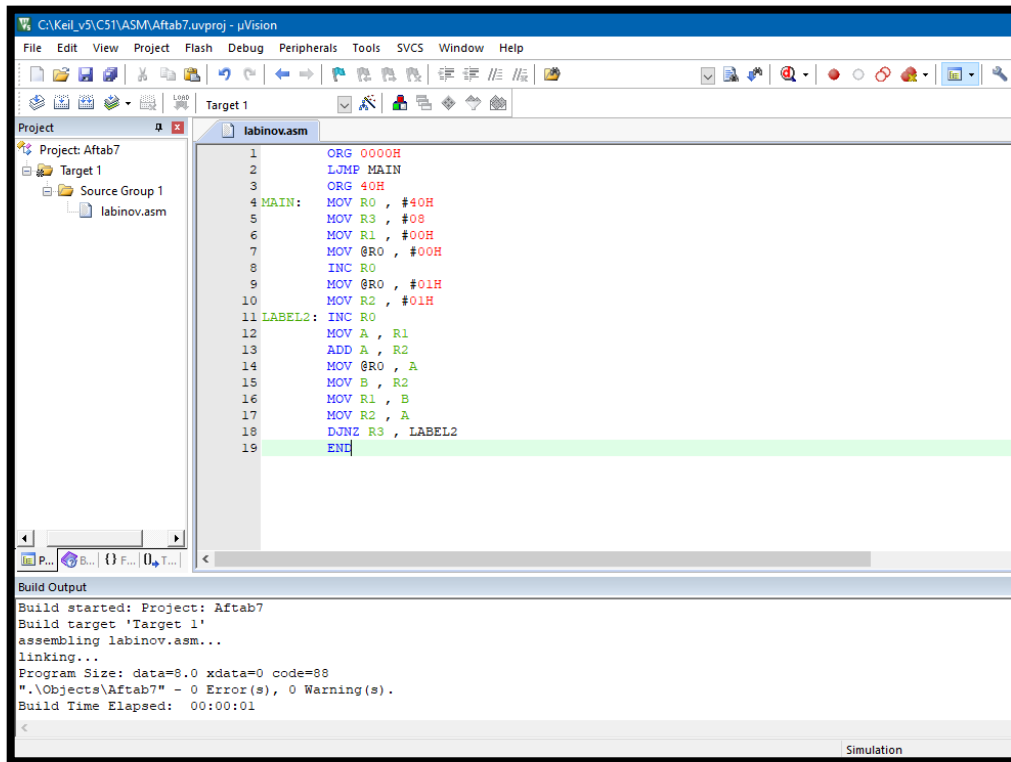 C:\Keil_v5\C51\ASM\Aftab7.uvproj - µVision
File Edit View Project Flash Debug Peripherals Tools SVCS Window Help
LOAD Target 1
Project
Project: Aftab7
Target 1
Source Group 1
labinov.asm
labinov.asm
1 ORG 0000H
2 LJMP MAIN
3 ORG 40H
4 MAIN: MOV R0 , #40H
5 MOV R3 , #08
6 MOV R1 , #00H
7 MOV @R0 , #00H
8 INC R0
9 MOV @R0 , #01H
10 MOV R2 , #01H
11 LABEL2: INC R0
12 MOV A , R1
13 ADD A , R2
14 MOV @R0 , A
15 MOV B , R2
16 MOV R1 , B
17 MOV R2 , A
18 DJNZ R3 , LABEL2
19 END
P... B... {} F... 0 T...
Build Output
Build started: Project: Aftab7
Build target 'Target 1'
assembling labinov.asm...
linking...
Program Size: data=8.0 xdata=0 code=88
".\Objects\Aftab7" - 0 Error(s), 0 Warning(s).
Build Time Elapsed:  00:00:01
Simulation